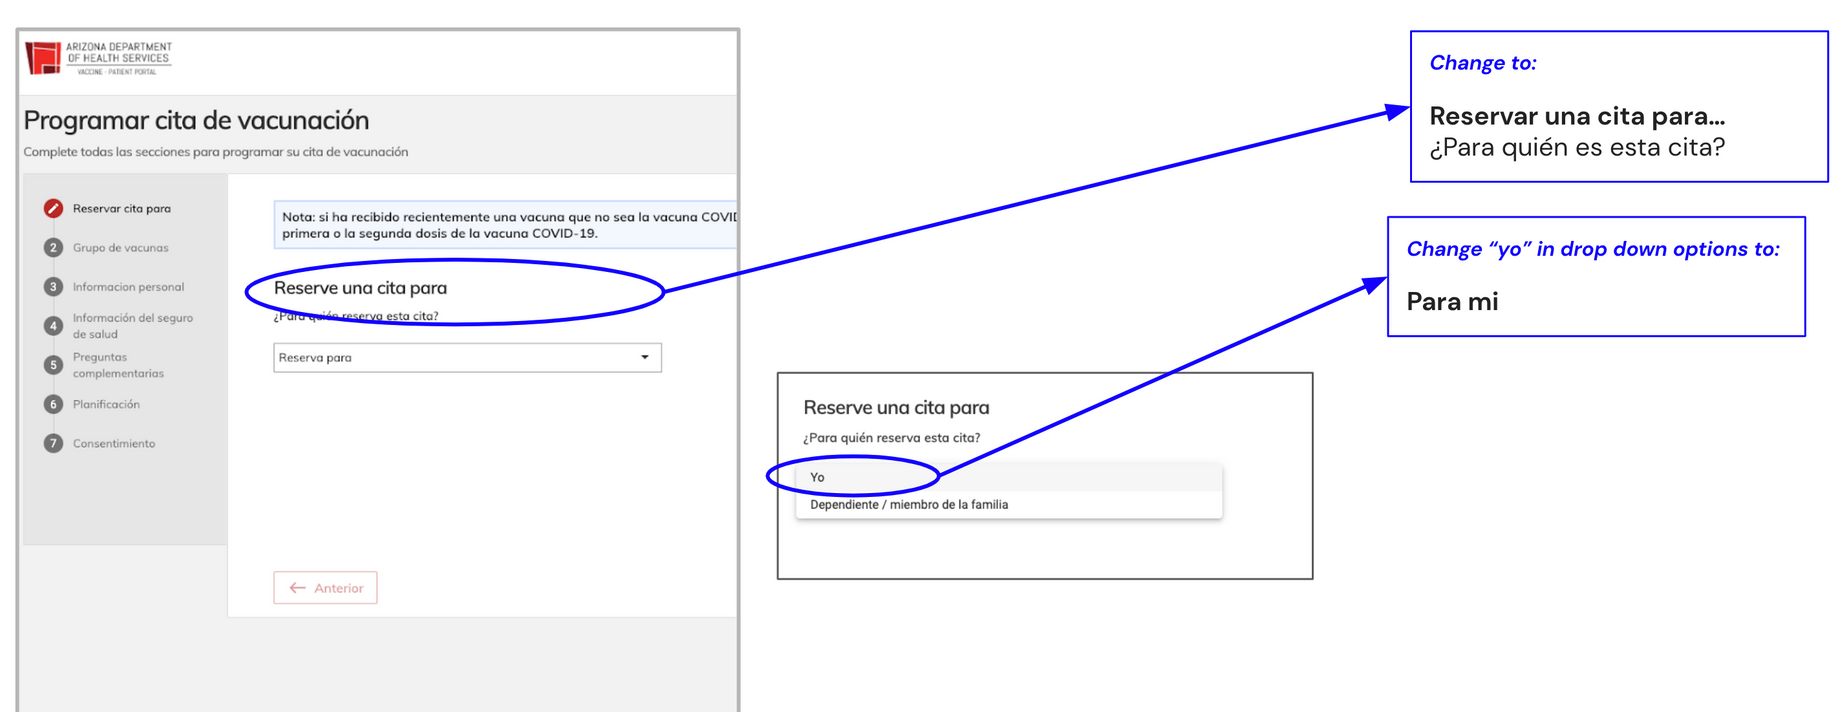 ARIZONA DEPARTMENT
OF HEALTH SERVICES
VACCINE - PATIENT PORTAL
Programar cita de vacunación
Complete todas las secciones para programar su cita de vacunación
Reservar cita para
2 Grupo de vacunas
3 Informacion personal
4 Información del seguro
de salud
5 Preguntas
complementarias
6 Planificación
7 Consentimiento
Nota: si ha recibido recientemente una vacuna que no sea la vacuna COVID
primera o la segunda dosis de la vacuna COVID-19.
Reserve una cita para
¿Para quién reserva esta cita?
Reserva para
← Anterior
Reserve una cita para
¿Para quién reserva esta cita?
Yo
Dependiente / miembro de la familia
Change to:
Reservar una cita para...
¿Para quién es esta cita?
Change “yo” in drop down options to:
Para mi